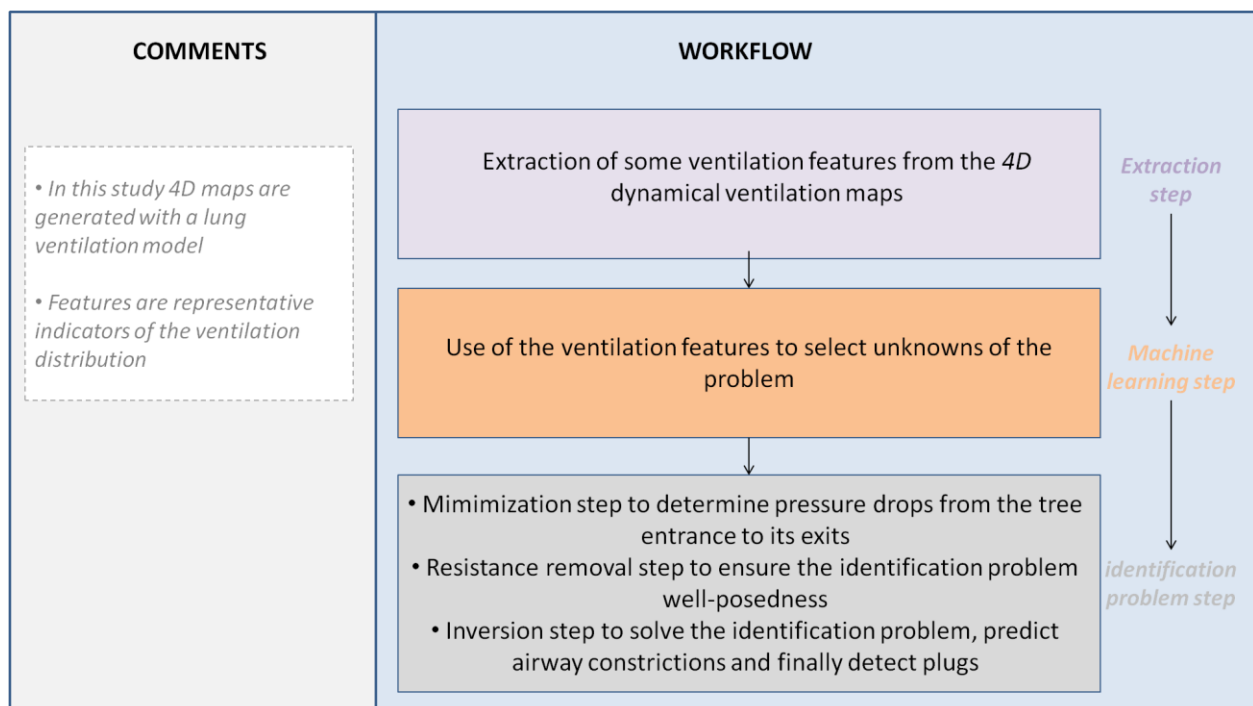 COMMENTS
• In this study 4D maps are
generated with a lung
ventilation model
• Features are representative
indicators of the ventilation
distribution
WORKFLOW
Extraction of some ventilation features from the 4D
dynamical ventilation maps
Extraction
step
Use of the ventilation features to select unknowns of the
problem
Machine
learning step
• Mimimization step to determine pressure drops from the tree
entrance to its exits
• Resistance removal step to ensure the identification problem
well-posedness
• Inversion step to solve the identification problem, predict
airway constrictions and finally detect plugs
identification
problem step